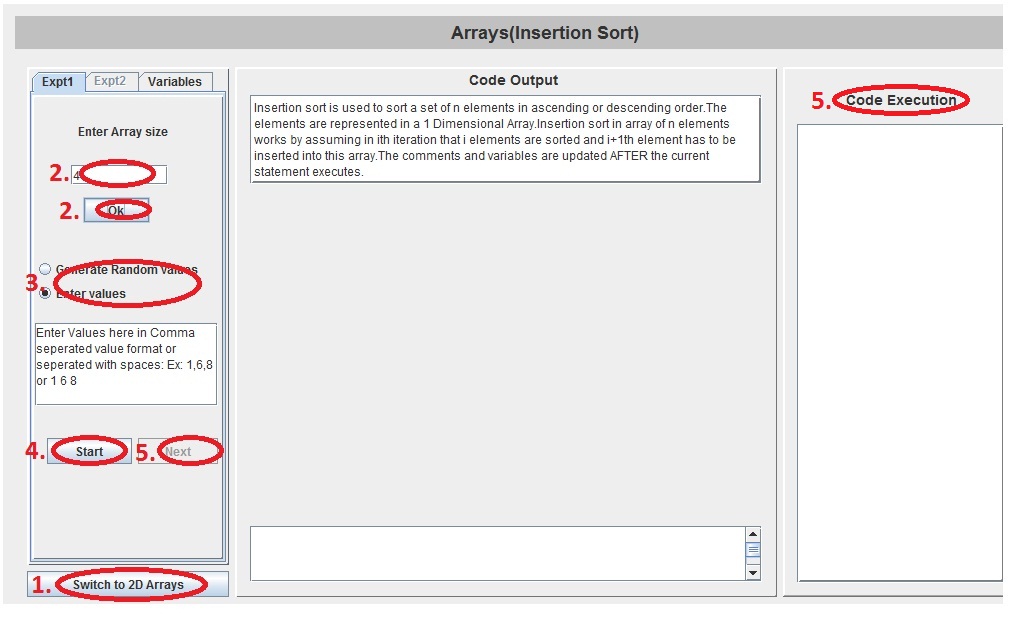 Arrays(Insertion Sort)
Expt1 Expt2 Variables
Enter Array size
2. 4
2. Ok
Generate Random values
3.
Enter values
Enter Values here in Comma
seperated value format or
seperated with spaces: Ex: 1,6,8
or 1 6 8
4. Start 5. Next
1. Switch to 2D Arrays
Code Output
Insertion sort is used to sort a set of n elements in ascending or descending order.The
elements are represented in a 1 Dimensional Array.Insertion sort in array of n elements
works by assuming in ith iteration that i elements are sorted and i+1th element has to be
inserted into this array.The comments and variables are updated AFTER the current
statement executes.
5. Code Execution